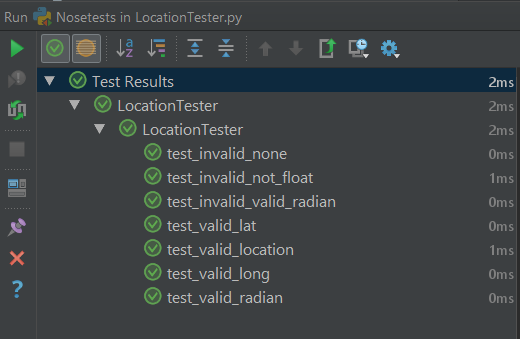 Run Nosetests in LocationTester.py
Test Results 2ms
LocationTester 2ms
LocationTester 2ms
test_invalid_none 0ms
test_invalid_not_float 1ms
test_invalid_valid_radian 0ms
test_valid_lat 0ms
test_valid_location 1ms
test_valid_long 0ms
test_valid_radian 0ms